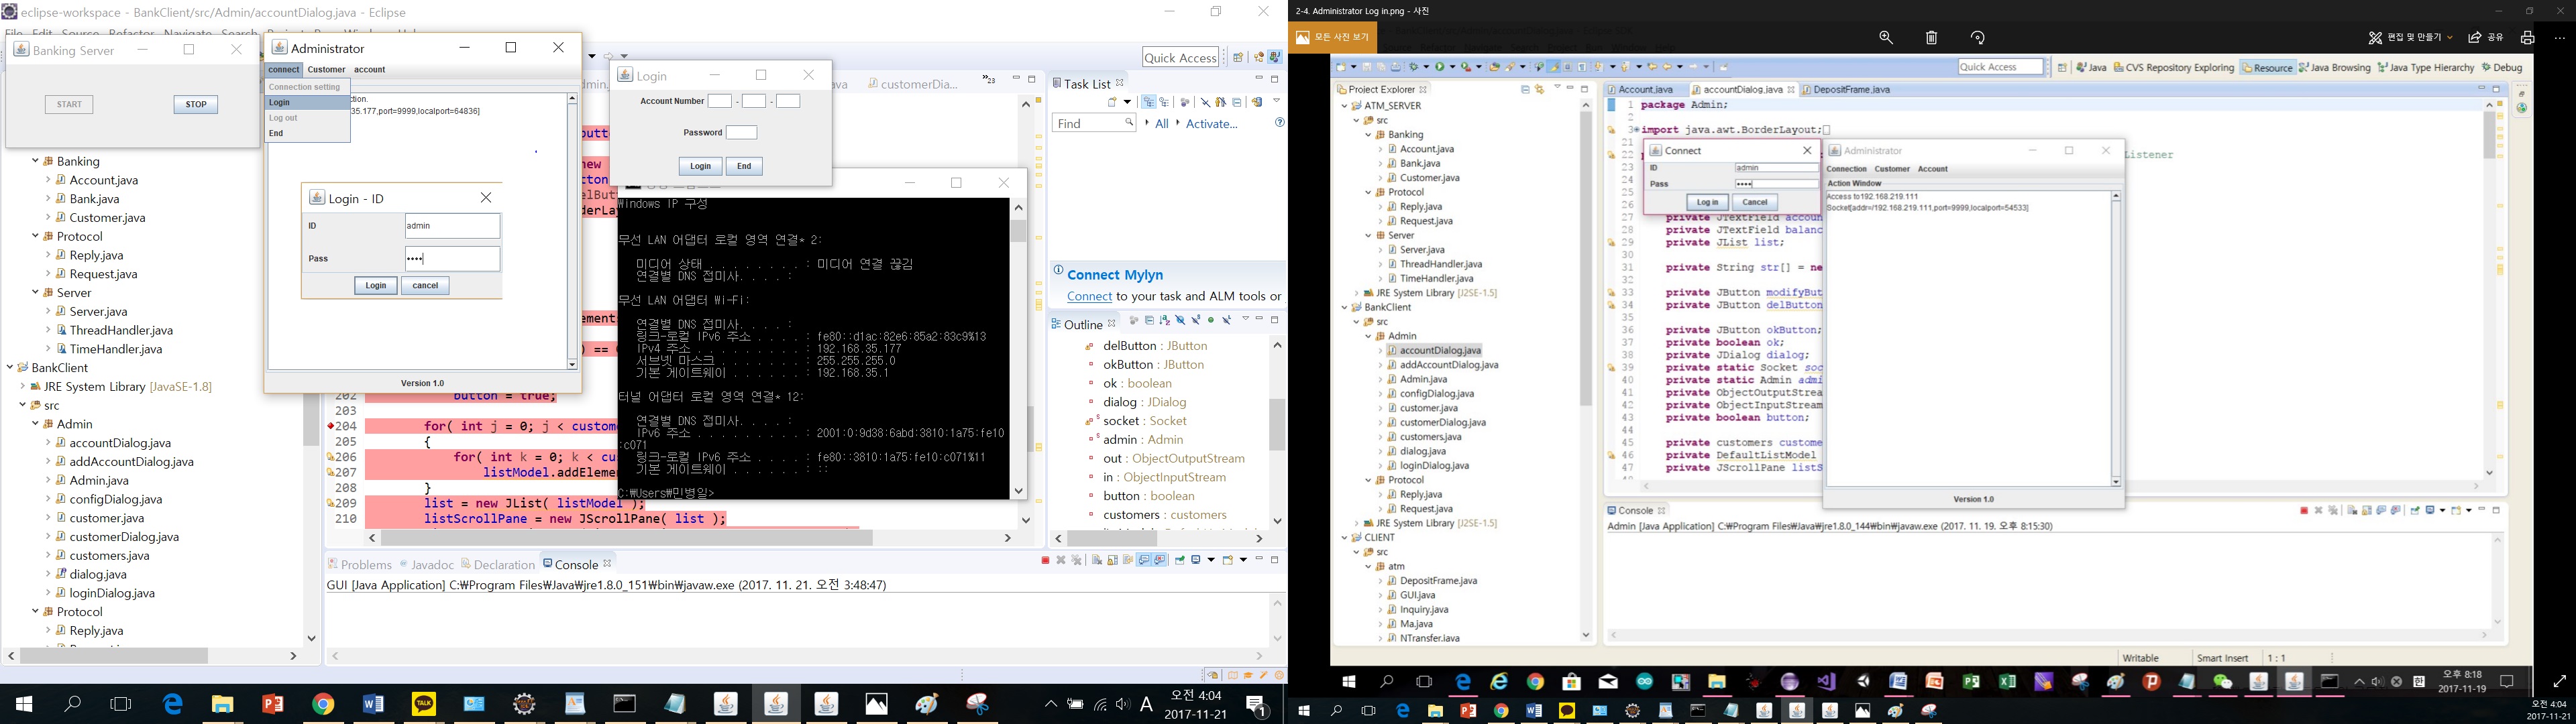 eclipse-workspace - BankClient/src/Admin/accountDialog.java - Eclipse
Banking Server
START
STOP
Administrator
connect Customer account
Connection setting
Login
Log out
End
ction.
35.177,port=9999,localport=64836]
Login - ID
ID
admin
Pass
Login
cancel
Version 1.0
Login
Account Number
-
-
Password
Login
End
Quick Access
customerDia...
Task List
Find
All
Activate...
Connect Mylyn
Connect to your task and ALM tools or
Outline
delButton : JButton
okButton : JButton
ok : boolean
dialog : JDialog
socket : Socket
admin : Admin
out : ObjectOutputStream
in : ObjectInputStream
button : boolean
customers : customers
Banking
Account.java
Bank.java
Customer.java
Protocol
Reply.java
Request.java
Server
Server.java
ThreadHandler.java
TimeHandler.java
BankClient
JRE System Library [JavaSE-1.8]
src
Admin
accountDialog.java
addAccountDialog.java
Admin.java
configDialog.java
customer.java
customerDialog.java
customers.java
dialog.java
loginDialog.java
Protocol
Reply.java
Windows IP 구성
무선 LAN 어댑터 로컬 영역 연결* 2:
미디어 상태 . . . . . . . . : 미디어 연결 끊김
연결별 DNS 접미사. . . . :
무선 LAN 어댑터 Wi-Fi:
연결별 DNS 접미사. . . . :
링크-로컬 IPv6 주소 . . . . : fe80::d1ac:82e6:85a2:83c9%13
IPv4 주소 . . . . . . . . . : 192.168.35.177
서브넷 마스크 . . . . . . . : 255.255.255.0
기본 게이트웨이 . . . . . . : 192.168.35.1
터널 어댑터 로컬 영역 연결* 12:
연결별 DNS 접미사. . . . :
IPv6 주소 . . . . . . . . . : 2001:0:9d38:6abd:3810:1a75:fe10
:c071
링크-로컬 IPv6 주소 . . . . : fe80::3810:1a75:fe10:c071%11
기본 게이트웨이 . . . . . . : ::
C:₩Users₩민병일>
202 button = true;
203
204 for( int j = 0; j < custome
205 {
206 for( int k = 0; k < cu
207 listModel.addElemen
208 }
209 list = new JList( listModel );
210 listScrollPane = new JScrollPane( list );
Problems Javadoc Declaration Console
GUI [Java Application] C:₩Program Files₩Java₩jre1.8.0_151₩bin₩javaw.exe (2017. 11. 21. 오전 3:48:47)
TALK
A
오전 4:04
2017-11-21
2-4. Administrator Log in.png - 사진
모든 사진 보기
편집 및 만들기
공유
Quick Access
Java CVS Repository Exploring Resource Java Browsing Java Type Hierarchy Debug
Project Explorer
ATM_SERVER
src
Banking
Account.java
Bank.java
Customer.java
Protocol
Reply.java
Request.java
Server
Server.java
ThreadHandler.java
TimeHandler.java
JRE System Library [J2SE-1.5]
BankClient
src
Admin
accountDialog.java
addAccountDialog.java
Admin.java
configDialog.java
customer.java
customerDialog.java
customers.java
dialog.java
loginDialog.java
Protocol
Reply.java
Request.java
JRE System Library [J2SE-1.5]
CLIENT
src
atm
DepositFrame.java
GUI.java
Inquiry.java
Ma.java
NTransfer.java
Account.java accountDialog.java DepositFrame.java
1 package Admin;
2
3 import java.awt.BorderLayout;
Listener
Connect
ID
admin
Pass
Log in
Cancel
Administrator
Connection Customer Account
Action Window
Access to192.168.219.111
Socket[addr=/192.168.219.111,port=9999,localport=54533]
Version 1.0
27 private JTextField accoun
28 private JTextField balanc
29 private JList list;
30
31 private String str[] = ne
32
33 private JButton modifyBut
34 private JButton delButton
35
36 private JButton okButton;
37 private boolean ok;
38 private JDialog dialog;
39 private static Socket soc
40 private static Admin admi
41 private ObjectOutputStrea
42 private ObjectInputStream
43 private boolean button;
44
45 private customers custome
46 private DefaultListModel
47 private JScrollPane listS
Console
Admin [Java Application] C:₩Program Files₩Java₩jre1.8.0_144₩bin₩javaw.exe (2017. 11. 19. 오후 8:15:30)
Writable
Smart Insert
1 : 1
오후 8:18
2017-11-19
오전 4:04
2017-11-21